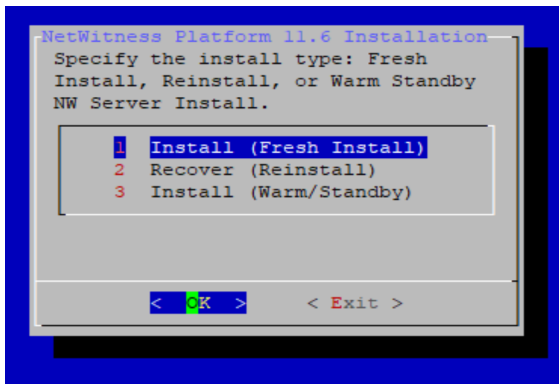 NetWitness Platform 11.6 Installation
Specify the install type: Fresh
Install, Reinstall, or Warm Standby
NW Server Install.
1 Install (Fresh Install)
2 Recover (Reinstall)
3 Install (Warm/Standby)
< OK > < Exit >